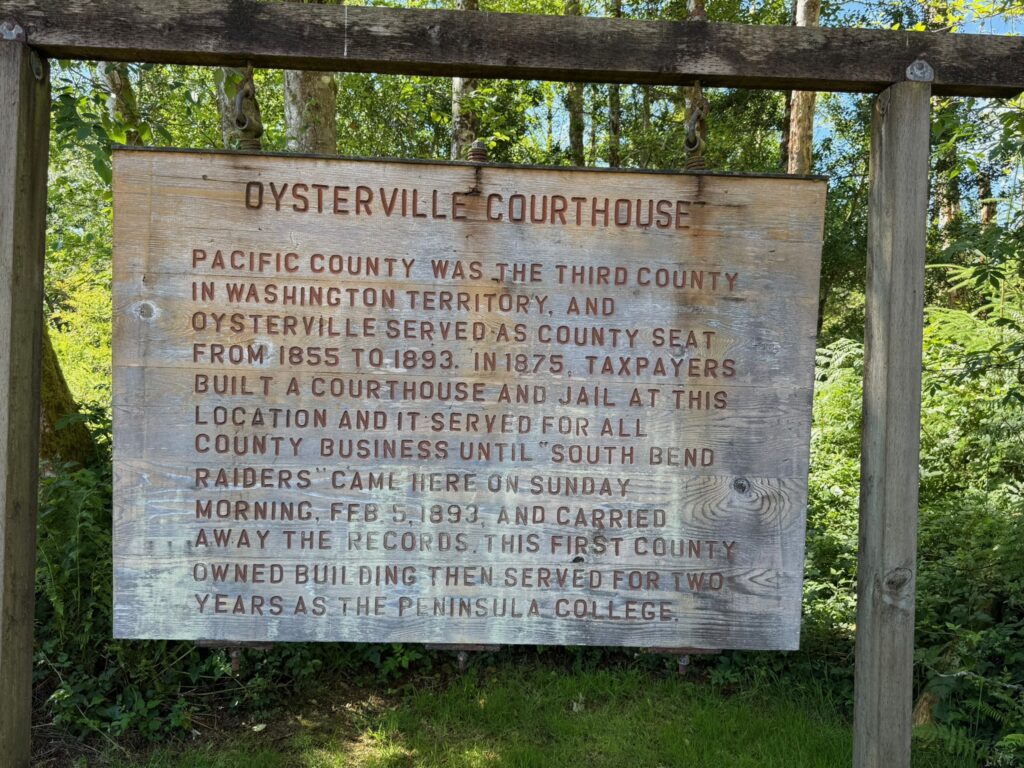 OYSTERVILLE COURTHOUSE
PACIFIC COUNTY WAS THE THIRD COUNTY
IN WASHINGTON TERRITORY, AND
OYSTERVILLE SERVED AS COUNTY SEAT
FROM 1855 TO 1893. IN 1875, TAXPAYERS
BUILT A COURTHOUSE AND JAIL AT THIS
LOCATION AND IT SERVED FOR ALL
COUNTY BUSINESS UNTIL "SOUTH BEND
RAIDERS" CAME HERE ON SUNDAY
MORNING, FEB 5, 1893, AND CARRIED
AWAY THE RECORDS. THIS FIRST COUNTY
OWNED BUILDING THEN SERVED FOR TWO
YEARS AS THE PENINSULA COLLEGE.